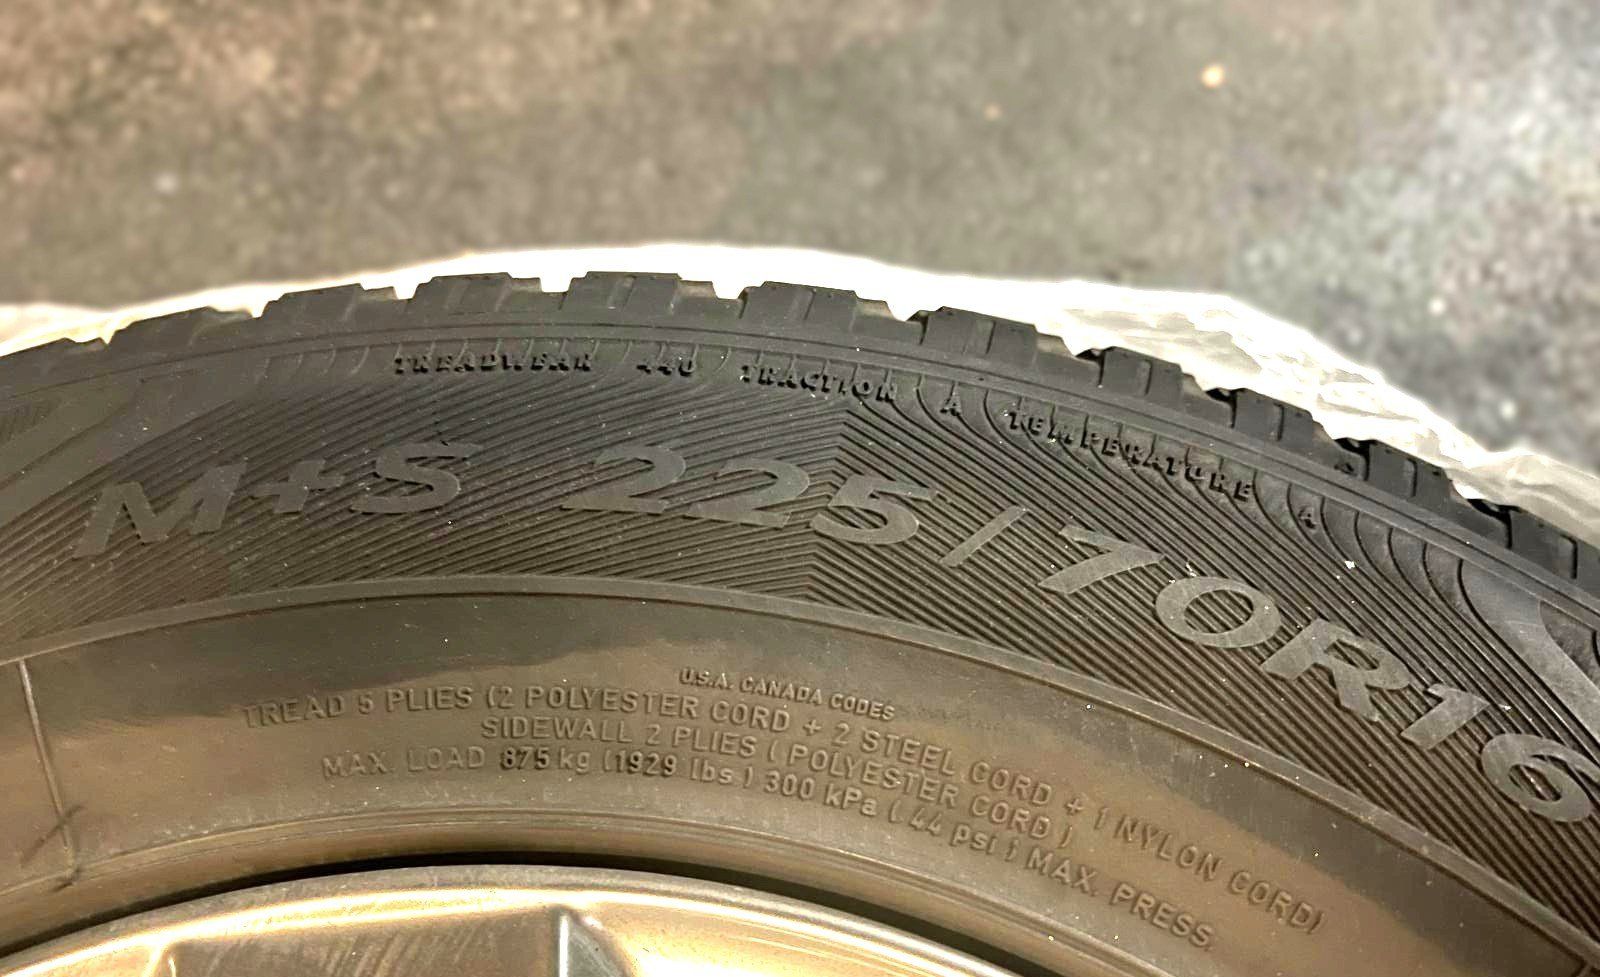 TREADWEAR 440 TRACTION A TEMPERATURE A
M+S 225/70R16
U.S.A. CANADA CODES
TREAD 5 PLIES (2 POLYESTER CORD + 2 STEEL CORD + 1 NYLON CORD)
SIDEWALL 2 PLIES ( POLYESTER CORD )
MAX. LOAD 875 kg (1929 lbs ) 300 kPa ( 44 psi ) MAX. PRESS.